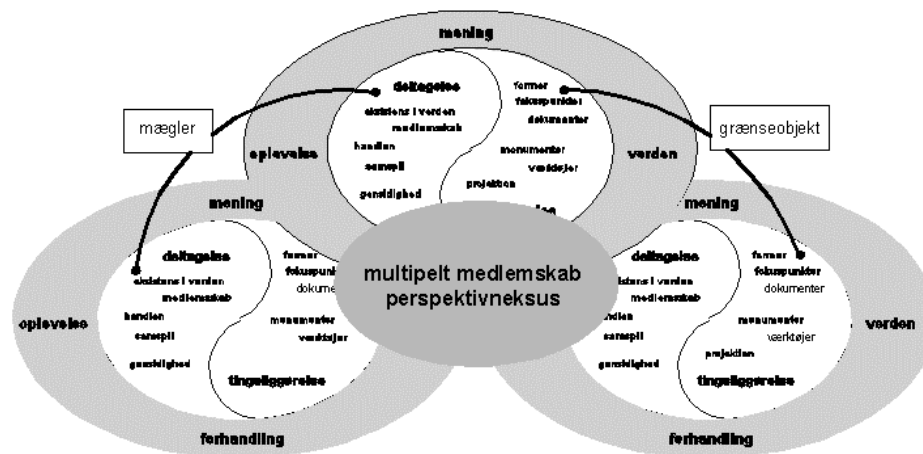 mening
deltagelse
eksistens i verden
medlemskab
handlen
samspil
gensidighed
former
fokuspunkter
dokumenter
monumenter
værktøjer
projektion
oplevelse
verden
mægler
grænseobjekt
mening
deltagelse
eksistens i verden
medlemskab
handlen
samspil
gensidighed
former
dokumenter
monumenter
værktøjer
tingsliggørelse
oplevelse
forhandling
multipelt medlemskab
perspektivneksus
mening
deltagelse
eksistens i verden
medlemskab
samspil
gensidighed
former
fokuspunkter
dokumenter
monumenter
værktøjer
projektion
tingsliggørelse
verden
forhandling